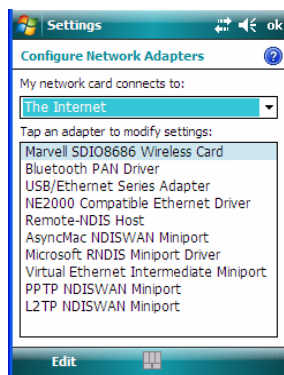 Settings
ok
Configure Network Adapters
?
My network card connects to:
The Internet
Tap an adapter to modify settings:
Marvell SDIO8686 Wireless Card
Bluetooth PAN Driver
USB/Ethernet Series Adapter
NE2000 Compatible Ethernet Driver
Remote-NDIS Host
AsyncMac NDISWAN Miniport
Microsoft RNDIS Miniport Driver
Virtual Ethernet Intermediate Miniport
PPTP NDISWAN Miniport
L2TP NDISWAN Miniport
Edit